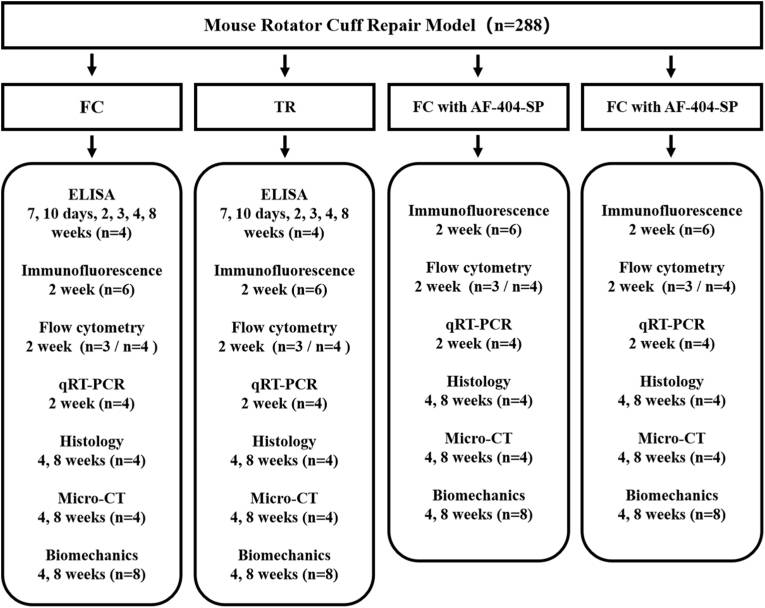 Mouse Rotator Cuff Repair Model (n=288)
FC
TR
FC with AF-404-SP
FC with AF-404-SP
ELISA
7, 10 days, 2, 3, 4, 8
weeks (n=4)
Immunofluorescence
2 week (n=6)
Flow cytometry
2 week (n=3 / n=4 )
qRT-PCR
2 week (n=4)
Histology
4, 8 weeks (n=4)
Micro-CT
4, 8 weeks (n=4)
Biomechanics
4, 8 weeks (n=8)
ELISA
7, 10 days, 2, 3, 4, 8
weeks (n=4)
Immunofluorescence
2 week (n=6)
Flow cytometry
2 week (n=3 / n=4 )
qRT-PCR
2 week (n=4)
Histology
4, 8 weeks (n=4)
Micro-CT
4, 8 weeks (n=4)
Biomechanics
4, 8 weeks (n=8)
Immunofluorescence
2 week (n=6)
Flow cytometry
2 week (n=3 / n=4)
qRT-PCR
2 week (n=4)
Histology
4, 8 weeks (n=4)
Micro-CT
4, 8 weeks (n=4)
Biomechanics
4, 8 weeks (n=8)
Immunofluorescence
2 week (n=6)
Flow cytometry
2 week (n=3 / n=4)
qRT-PCR
2 week (n=4)
Histology
4, 8 weeks (n=4)
Micro-CT
4, 8 weeks (n=4)
Biomechanics
4, 8 weeks (n=8)